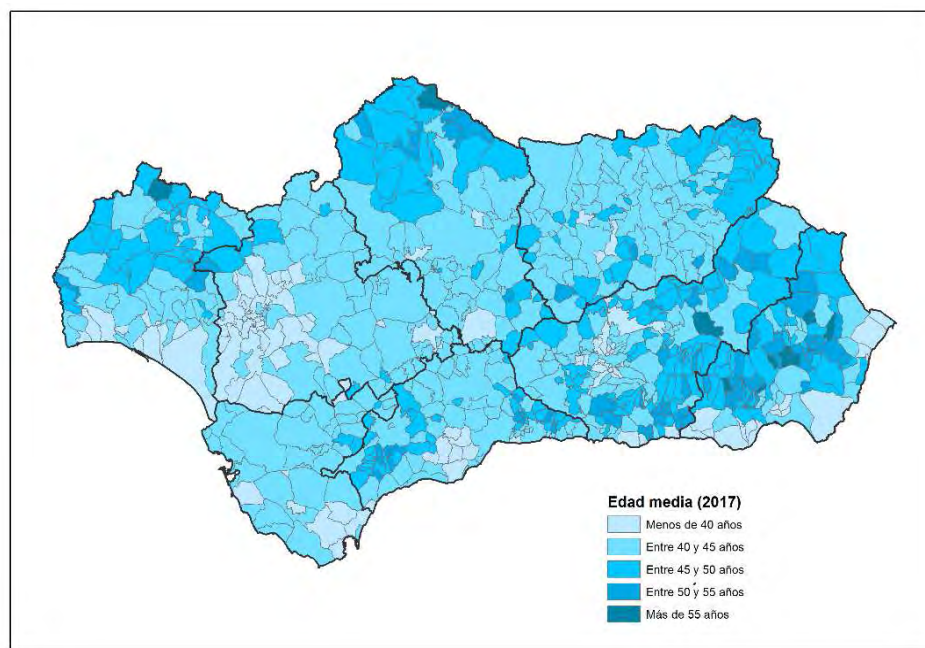 Edad media (2017)
Menos de 40 años
Entre 40 y 45 años
Entre 45 y 50 años
Entre 50 y 55 años
Más de 55 años